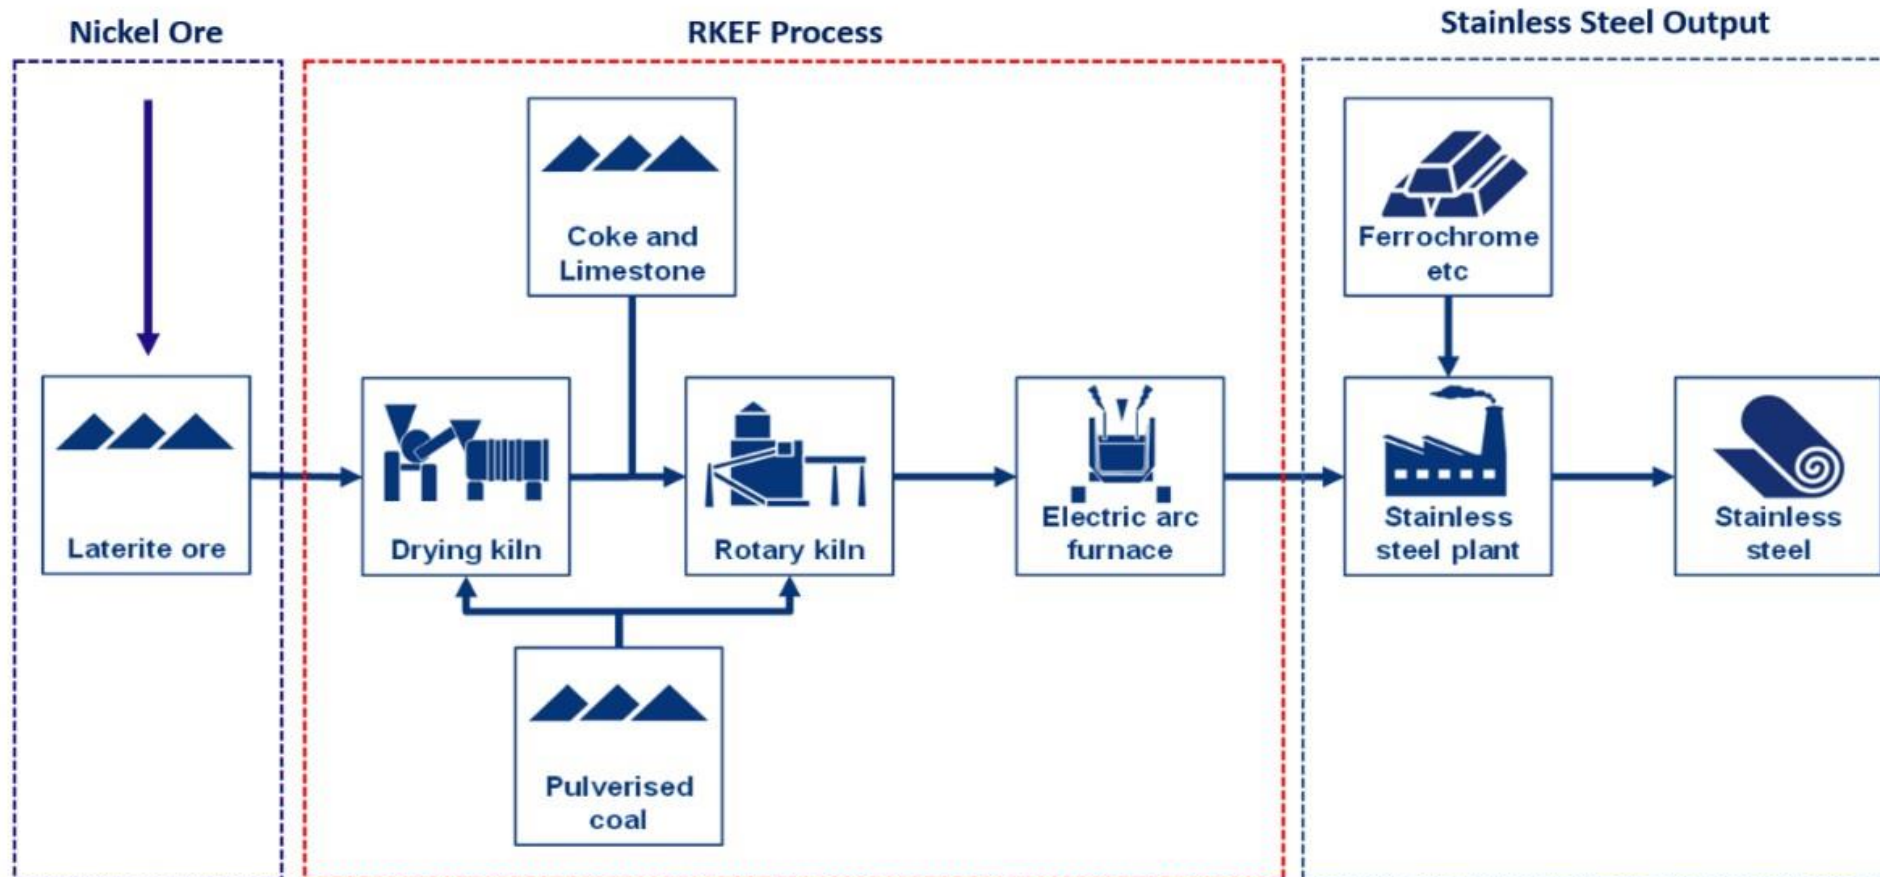 Nickel Ore
RKEF Process
Stainless Steel Output
Coke and
Limestone
Ferrochrome
etc
Laterite ore
Drying kiln
Rotary kiln
Electric arc
furnace
Stainless
steel plant
Stainless
steel
Pulverised
coal